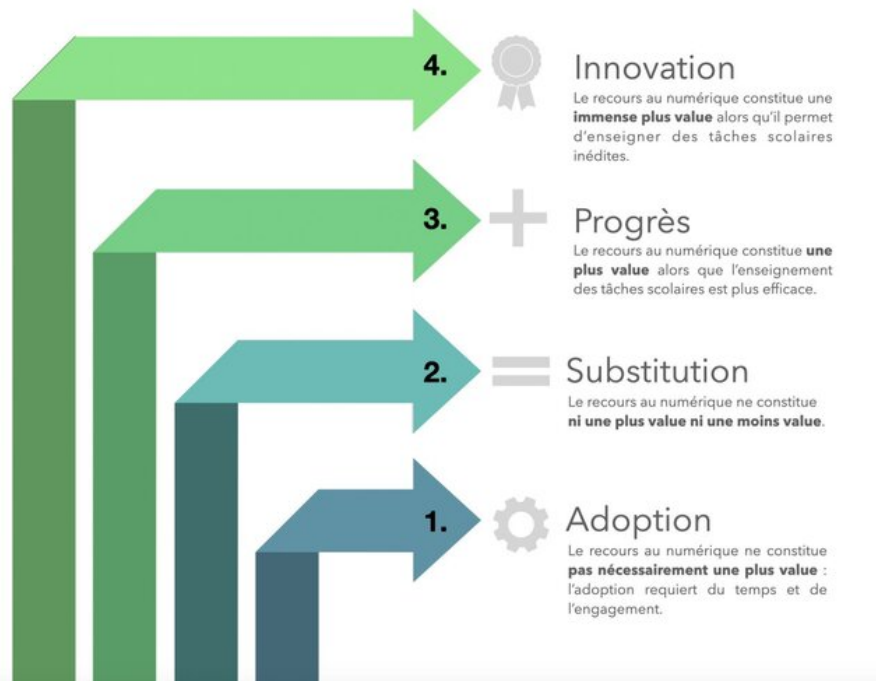 4.
Innovation
Le recours au numérique constitue une
immense plus value alors qu'il permet
d'enseigner des tâches scolaires
inédites.
3.
Progrès
Le recours au numérique constitue une
plus value alors que l'enseignement
des tâches scolaires est plus efficace.
2.
Substitution
Le recours au numérique ne constitue
ni une plus value ni une moins value.
1.
Adoption
Le recours au numérique ne constitue
pas nécessairement une plus value :
l'adoption requiert du temps et de
l'engagement.